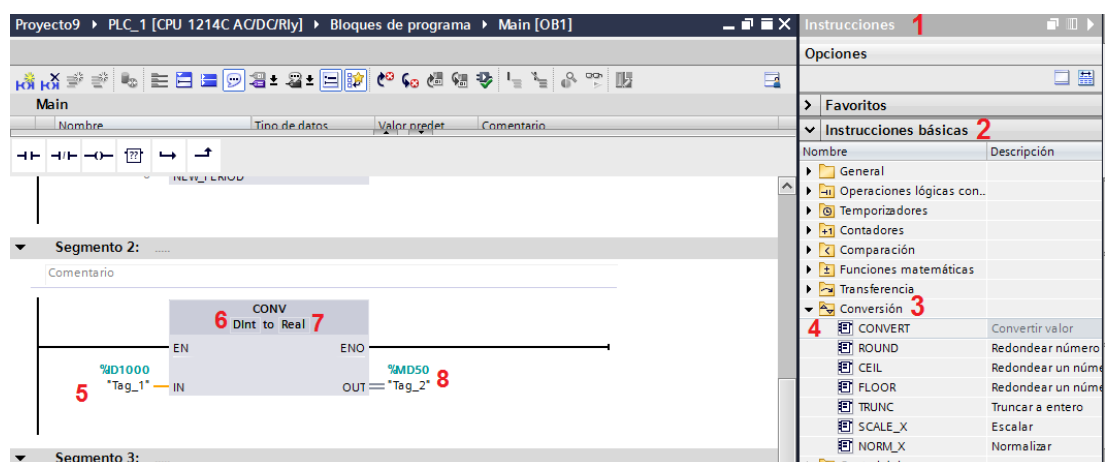 Proyecto9 ▸ PLC_1 [CPU 1214C AC/DC/Rly] ▸ Bloques de programa ▸ Main [OB1]
Instrucciones 1
Opciones
Main
Nombre Tipo de datos Valor predet Comentario
NEW_PERIOD
Segmento 2: .....
Comentario
CONV
6 DInt to Real 7
EN ENO
%ID1000 %MD50
5 "Tag_1" IN OUT "Tag_2" 8
Segmento 3:
Favoritos
Instrucciones básicas 2
Nombre Descripción
General
Operaciones lógicas con..
Temporizadores
Contadores
Comparación
Funciones matemáticas
Transferencia
Conversión 3
4 CONVERT Convertir valor
ROUND Redondear número
CEIL Redondear un núme
FLOOR Redondear un núme
TRUNC Truncar a entero
SCALE_X Escalar
NORM_X Normalizar